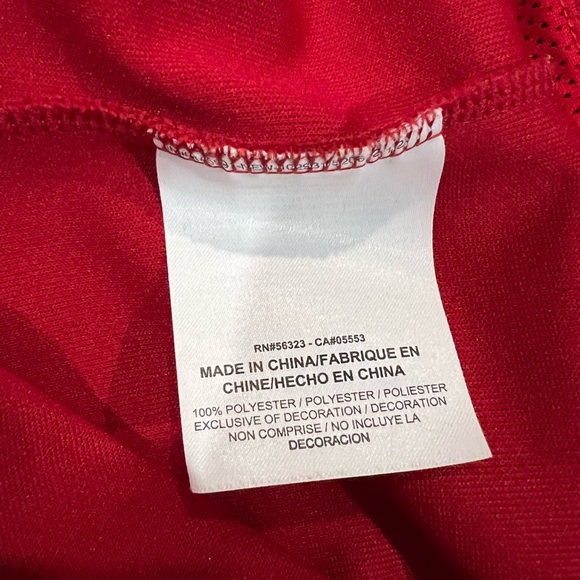 RN#56323 - CA#05553
MADE IN CHINA/FABRIQUE EN
CHINE/HECHO EN CHINA
100% POLYESTER / POLYESTER / POLIESTER
EXCLUSIVE OF DECORATION / DECORATION
NON COMPRISE / NO INCLUYE LA
DECORACION